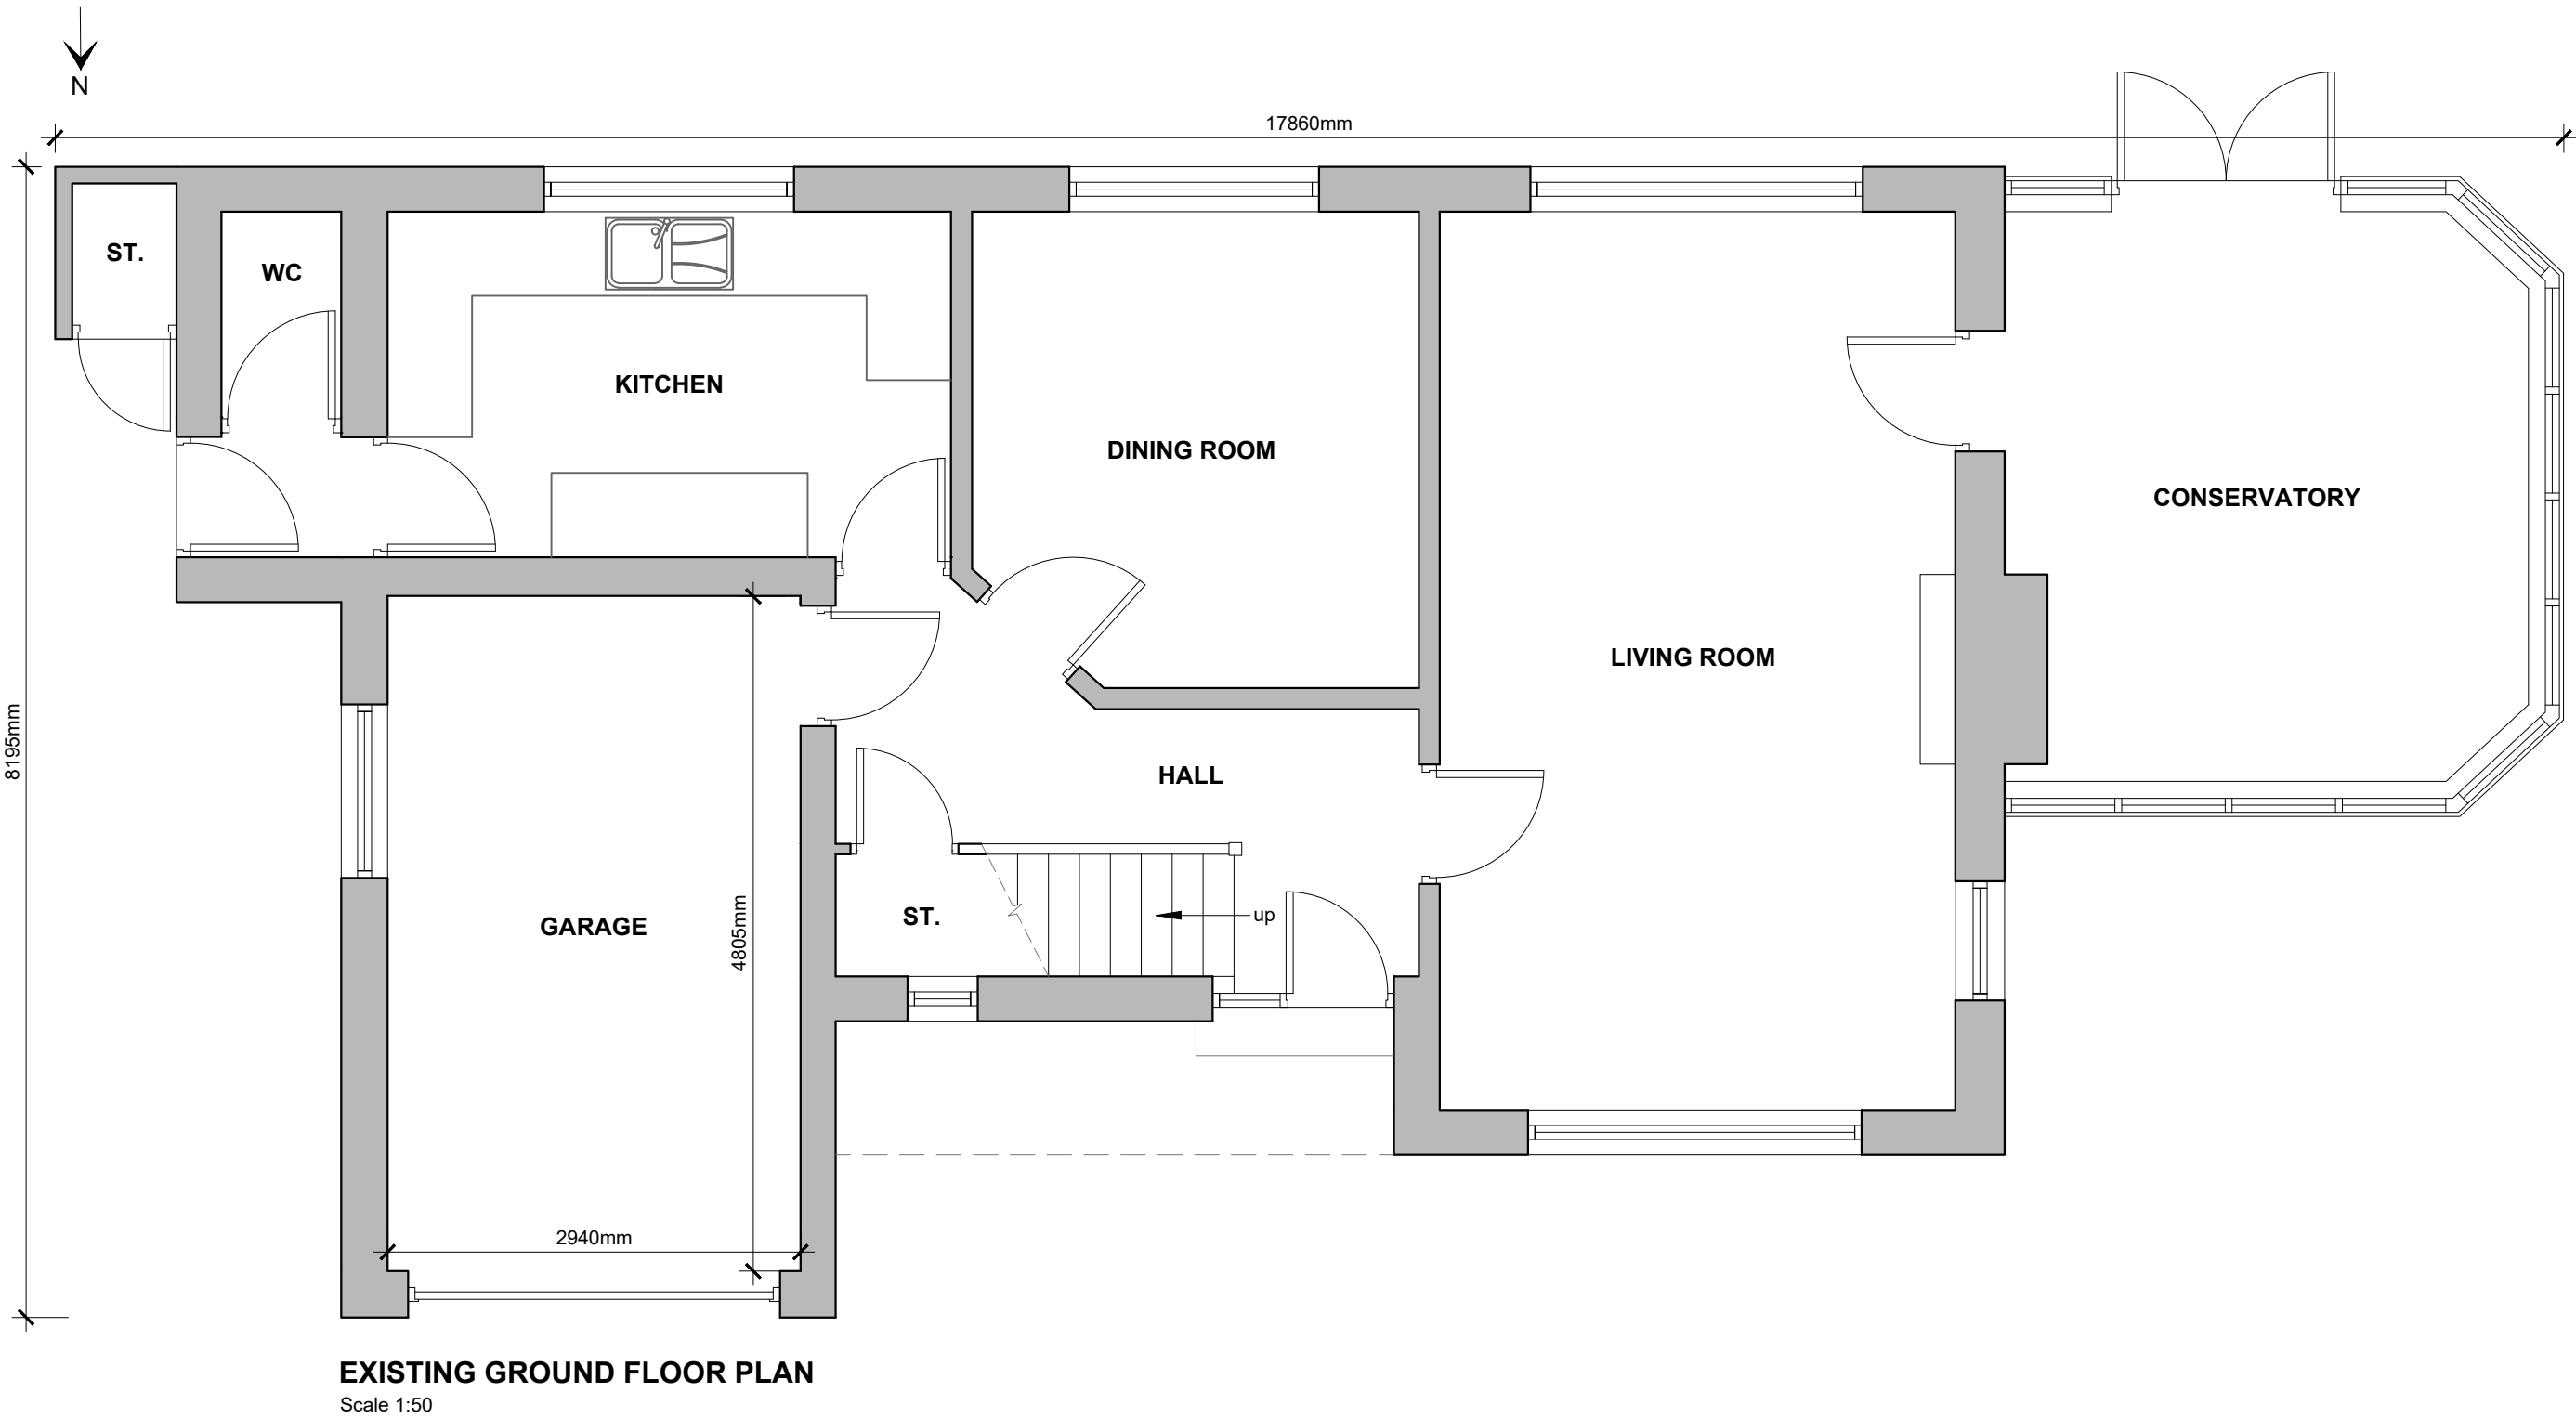 N
17860mm
ST.
WC
KITCHEN
DINING ROOM
CONSERVATORY
LIVING ROOM
8195mm
HALL
GARAGE
4805mm
ST.
up
2940mm
EXISTING GROUND FLOOR PLAN
Scale 1:50